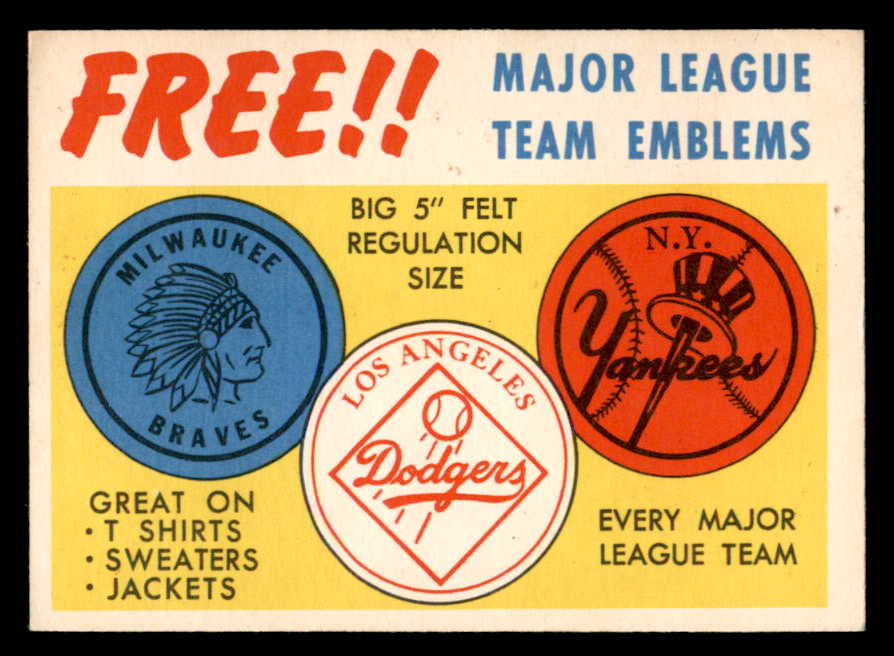 FREE!!
MAJOR LEAGUE
TEAM EMBLEMS
BIG 5" FELT
REGULATION
SIZE
MILWAUKEE
BRAVES
N.Y.
Yankees
LOS ANGELES
Dodgers
GREAT ON
• T SHIRTS
• SWEATERS
• JACKETS
EVERY MAJOR
LEAGUE TEAM